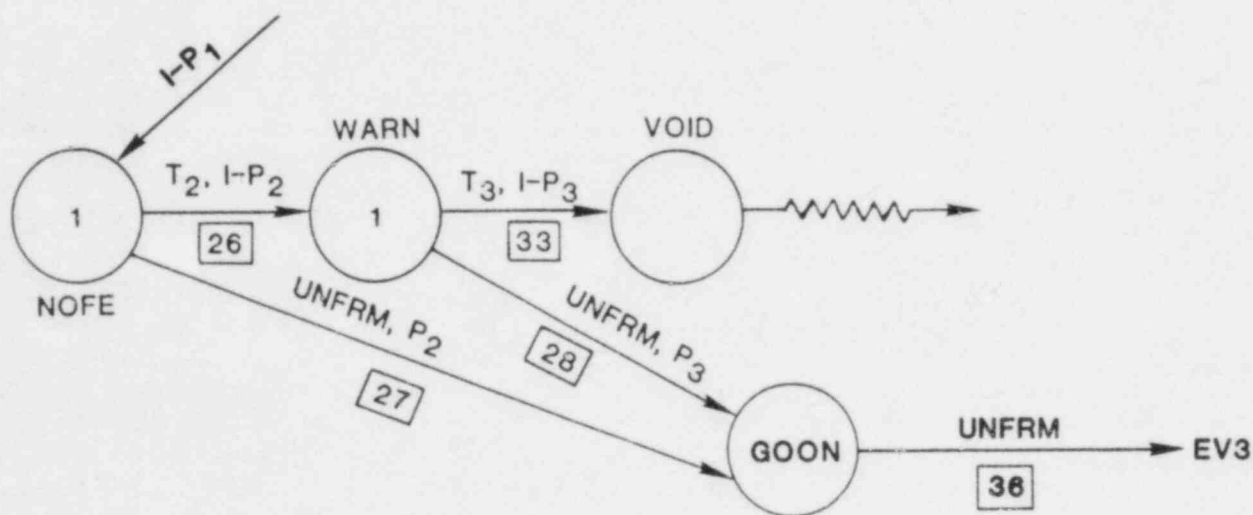 I-P1
WARN
VOID
T2, I-P2
T3, I-P3
1
1
26
33
NOFE
UNFRM, P2
UNFRM, P3
28
27
GOON
UNFRM
EV3
36